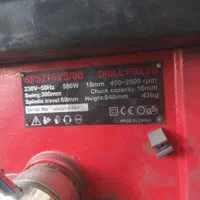 DRILL PRESS
230V~50Hz 550W 16mm 450-2500 rpm
Swing:300mm Chuck capacity:16mm
Spindle travel:80mm Height:940mm 43kg
MADE IN CHINA